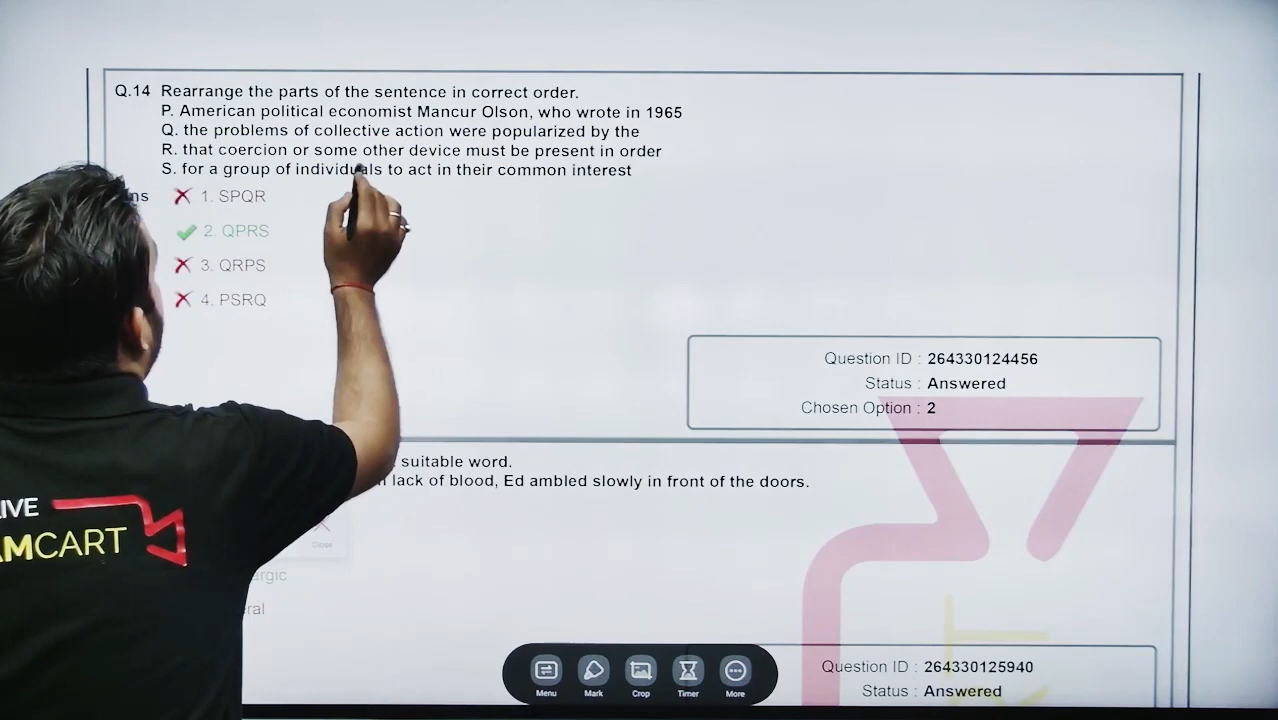 Q.14 Rearrange the parts of the sentence in correct order.
P. American political economist Mancur Olson, who wrote in 1965
Q. the problems of collective action were popularized by the
R. that coercion or some other device must be present in order
S. for a group of individuals to act in their common interest
ns
1. SPQR
2. QPRS
3. QRPS
4. PSRQ
Question ID : 264330124456
Status : Answered
Chosen Option : 2
suitable word.
lack of blood, Ed ambled slowly in front of the doors.
Close
argic
ral
IVE
AMCART
Menu Mark Crop Timer More
Question ID : 264330125940
Status : Answered